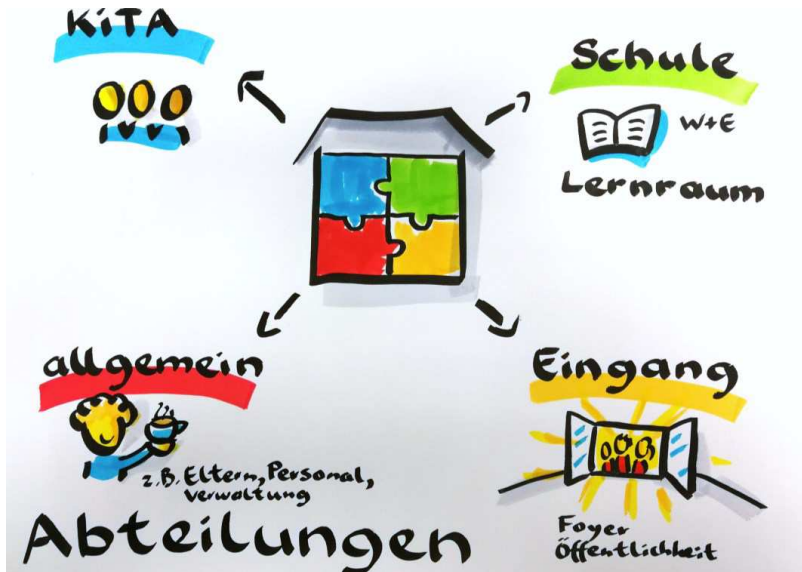 KiTA
Schule
W+E
Lernraum
allgemein
z.B. Eltern, Personal,
Verwaltung
Eingang
Foyer
Öffentlichkeit
Abteilungen